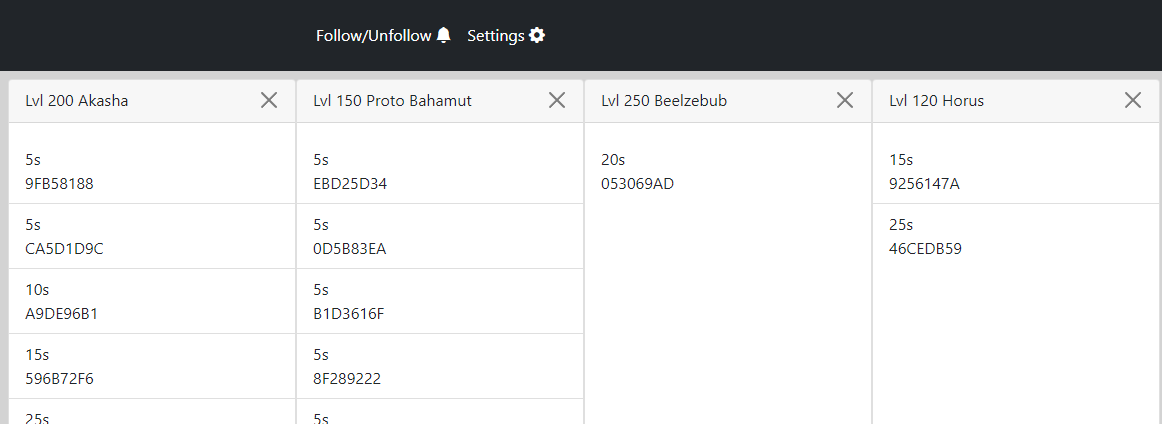 Follow/Unfollow Settings
Lvl 200 Akasha
5s
9FB58188
5s
CA5D1D9C
10s
A9DE96B1
15s
596B72F6
25s
Lvl 150 Proto Bahamut
5s
EBD25D34
5s
0D5B83EA
5s
B1D3616F
5s
8F289222
5s
Lvl 250 Beelzebub
20s
053069AD
Lvl 120 Horus
15s
9256147A
25s
46CEDB59